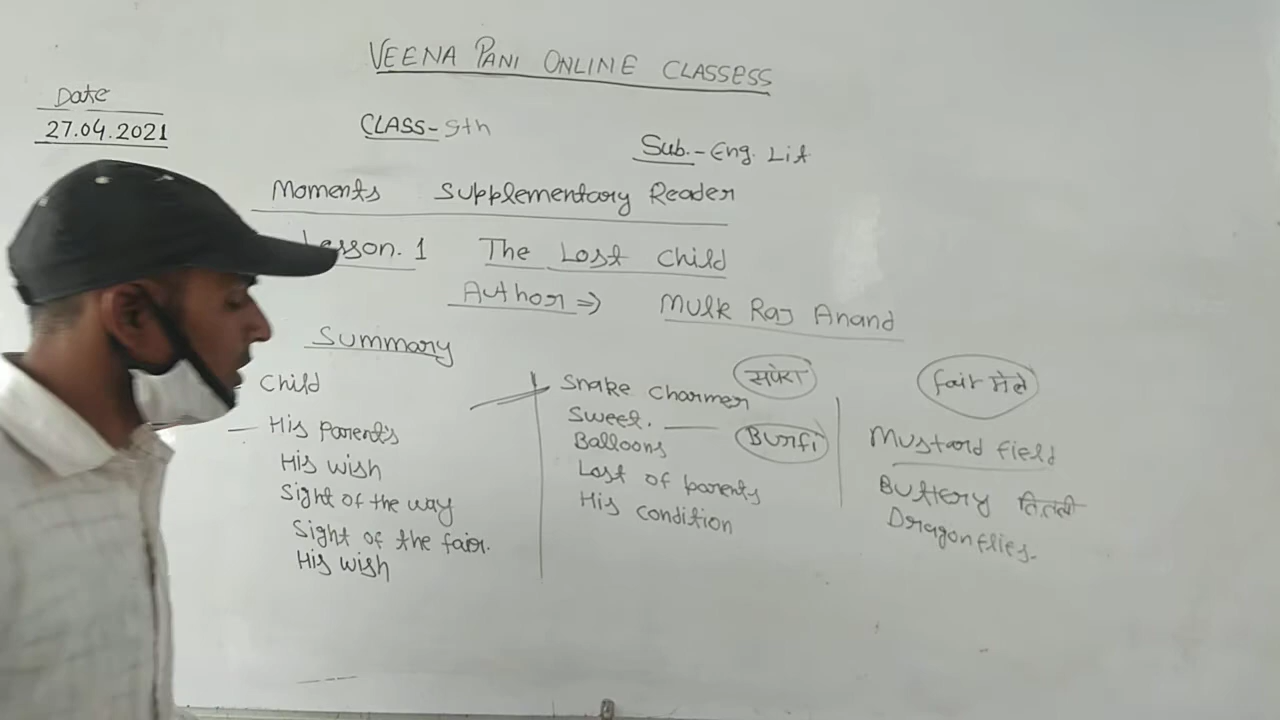 VEENA PANI ONLINE CLASSESS
Date
27.04.2021
CLASS- 9th
Sub.- Eng. Lit
Moments Supplementary Reader
Lesson. 1 The Lost Child
Author ⇒ Mulk Raj Anand
Summary
Child
His Parent's
His wish
Sight of the way
Sight of the fair.
His wish
Snake charmer सपेरा
Sweet. Burfi
Balloons
Lost of parents
His condition
fair मेले
Mustard field
Buttery तितली
Dragonflies.